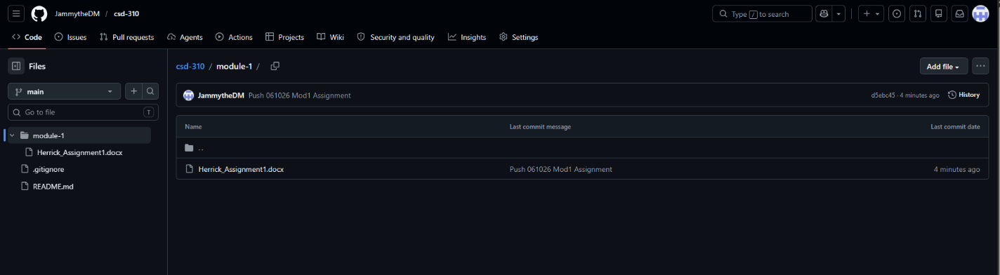 JammytheDM / csd-310
Type / to search
Code Issues Pull requests Agents Actions Projects Wiki Security and quality Insights Settings
Files
main
Go to file
T
module-1
Herrick_Assignment1.docx
.gitignore
README.md
csd-310 / module-1 /
Add file
JammytheDM Push 061026 Mod1 Assignment
d5ebc45 · 4 minutes ago
History
Name Last commit message Last commit date
..
Herrick_Assignment1.docx Push 061026 Mod1 Assignment 4 minutes ago